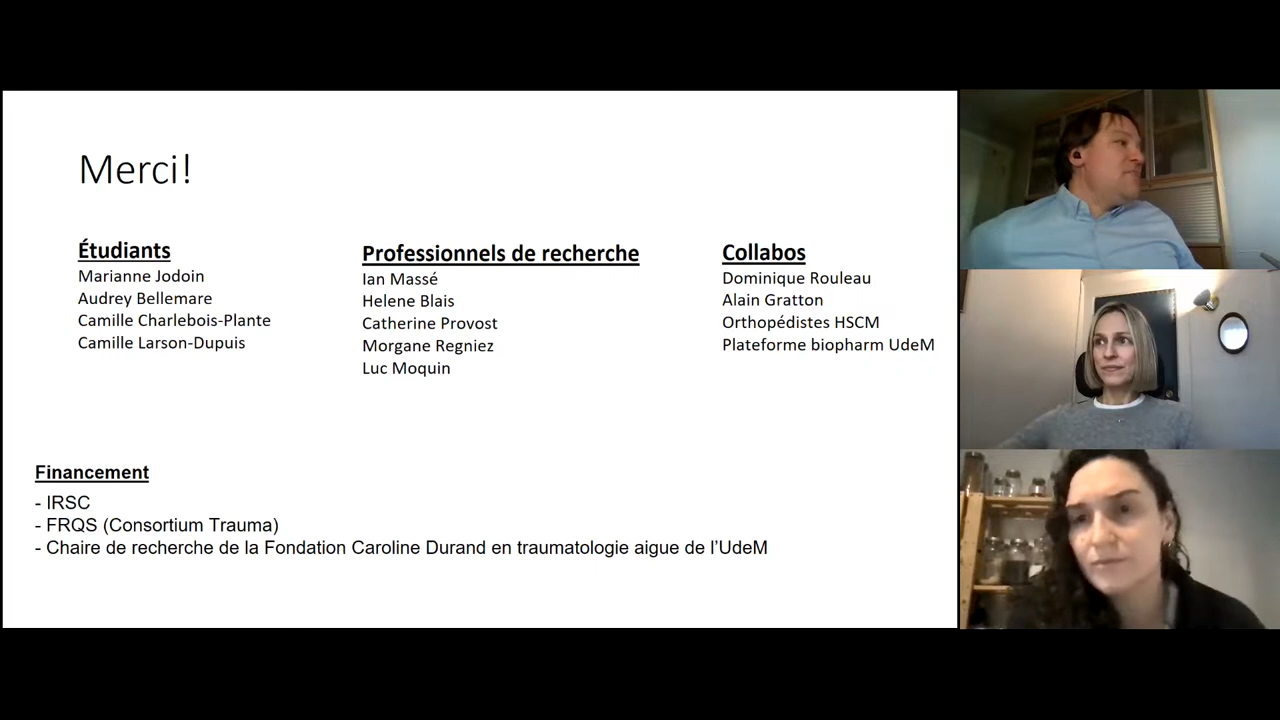 Merci!
Étudiants
Marianne Jodoin
Audrey Bellemare
Camille Charlebois-Plante
Camille Larson-Dupuis
Professionnels de recherche
Ian Massé
Helene Blais
Catherine Provost
Morgane Regniez
Luc Moquin
Collabos
Dominique Rouleau
Alain Gratton
Orthopédistes HSCM
Plateforme biopharm UdeM
Financement
- IRSC
- FRQS (Consortium Trauma)
- Chaire de recherche de la Fondation Caroline Durand en traumatologie aigue de l’UdeM